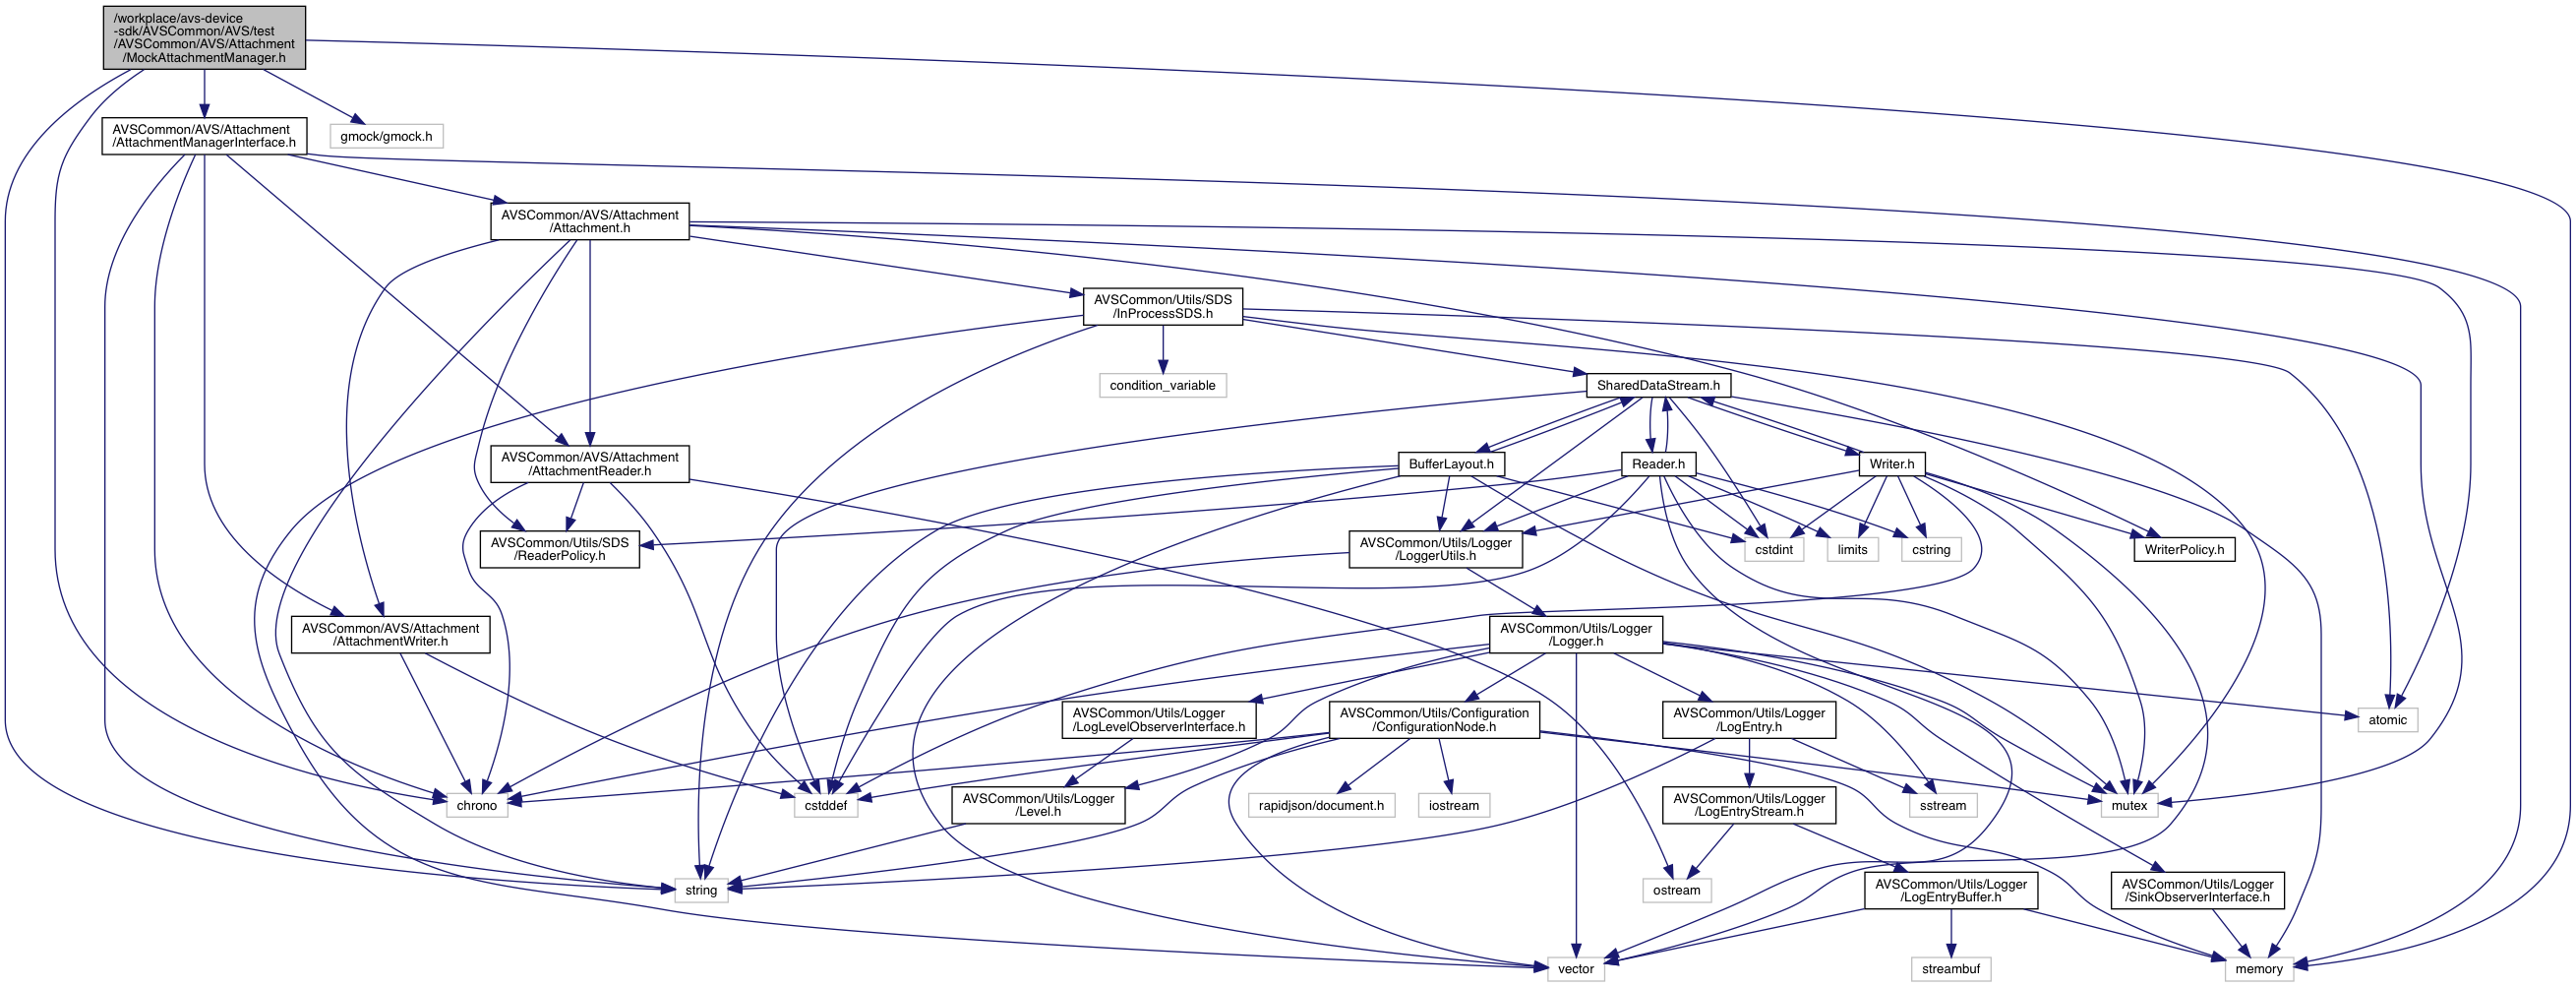 /workplace/avs-device
-sdk/AVSCommon/AVS/test
/AVSCommon/AVS/Attachment
/MockAttachmentManager.h
AVSCommon/AVS/Attachment
/AttachmentManagerInterface.h
gmock/gmock.h
AVSCommon/AVS/Attachment
/Attachment.h
AVSCommon/Utils/SDS
/InProcessSDS.h
condition_variable
SharedDataStream.h
AVSCommon/AVS/Attachment
/AttachmentReader.h
BufferLayout.h
Reader.h
Writer.h
AVSCommon/Utils/SDS
/ReaderPolicy.h
AVSCommon/Utils/Logger
/LoggerUtils.h
cstdint
limits
cstring
WriterPolicy.h
AVSCommon/AVS/Attachment
/AttachmentWriter.h
AVSCommon/Utils/Logger
/Logger.h
AVSCommon/Utils/Logger
/LogLevelObserverInterface.h
AVSCommon/Utils/Configuration
/ConfigurationNode.h
AVSCommon/Utils/Logger
/LogEntry.h
atomic
chrono
cstddef
AVSCommon/Utils/Logger
/Level.h
rapidjson/document.h
iostream
AVSCommon/Utils/Logger
/LogEntryStream.h
sstream
mutex
string
ostream
AVSCommon/Utils/Logger
/LogEntryBuffer.h
AVSCommon/Utils/Logger
/SinkObserverInterface.h
vector
streambuf
memory